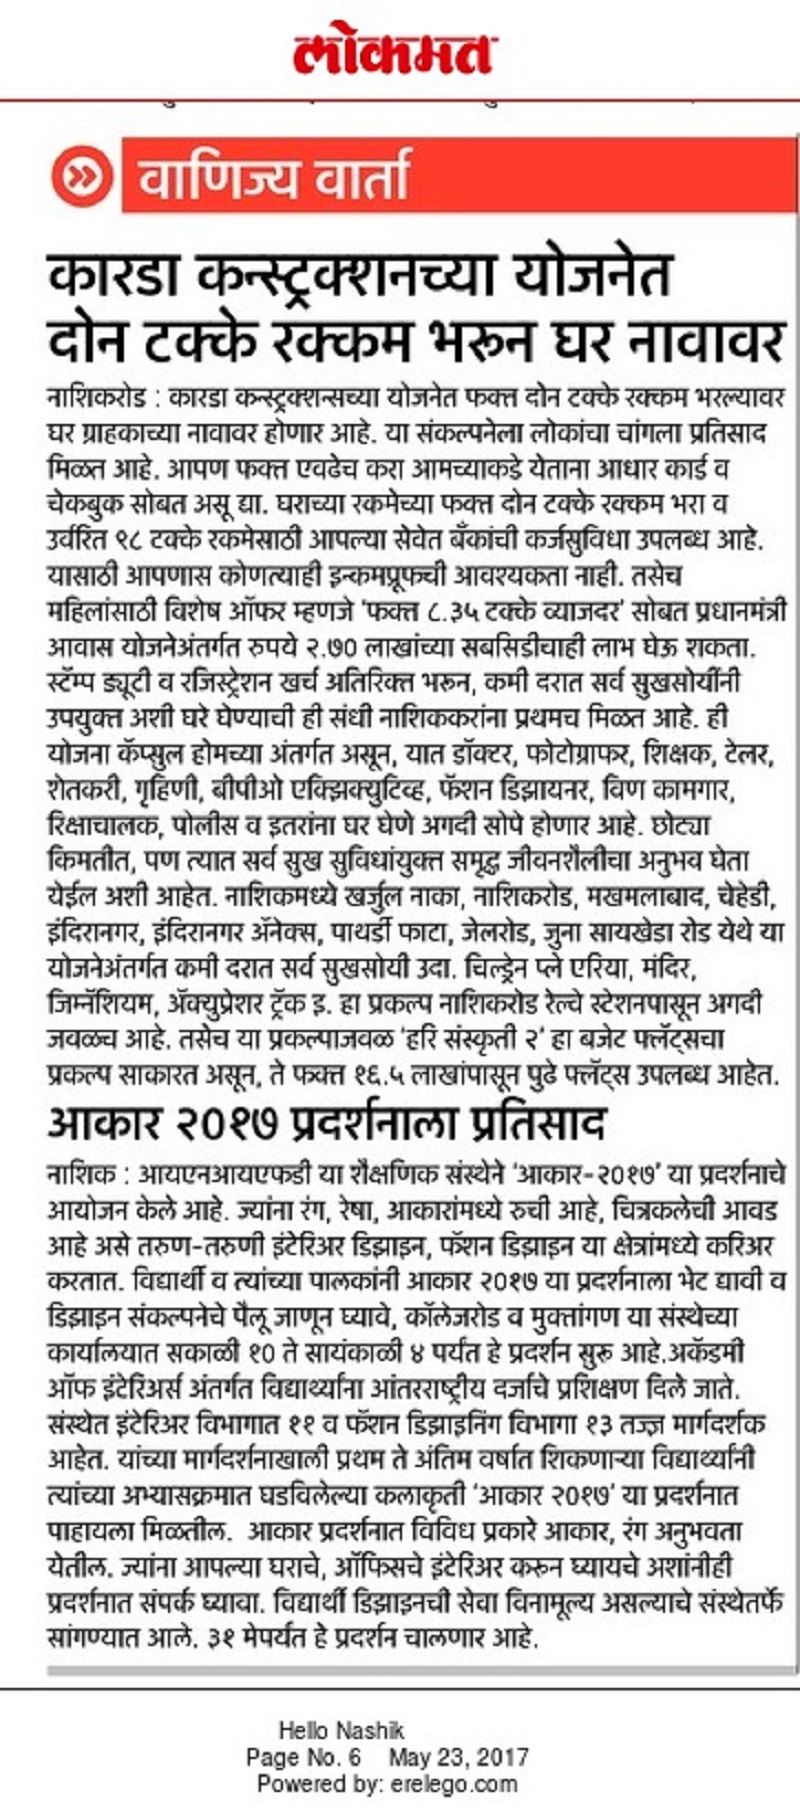 लोकमत
वाणिज्य वार्ता
कारडा कन्स्ट्रक्शनच्या योजनेत
दोन टक्के रक्कम भरून घर नावावर
नाशिकरोड : कारडा कन्स्ट्रक्शन्सच्या योजनेत फक्त दोन टक्के रक्कम भरल्यावर
घर ग्राहकाच्या नावावर होणार आहे. या संकल्पनेला लोकांचा चांगला प्रतिसाद
मिळत आहे. आपण फक्त एवढेच करा आमच्याकडे येताना आधार कार्ड व
चेकबुक सोबत असू द्या. घराच्या रकमेच्या फक्त दोन टक्के रक्कम भरा व
उर्वरित ९८ टक्के रकमेसाठी आपल्या सेवेत बँकांची कर्जसुविधा उपलब्ध आहे.
यासाठी आपणास कोणत्याही इन्कमप्रूफची आवश्यकता नाही. तसेच
महिलांसाठी विशेष ऑफर म्हणजे 'फक्त ८.३५ टक्के व्याजदर' सोबत प्रधानमंत्री
आवास योजनेअंतर्गत रुपये २.७० लाखांच्या सबसिडीचाही लाभ घेऊ शकता.
स्टॅम्प ड्यूटी व रजिस्ट्रेशन खर्च अतिरिक्त भरून, कमी दरात सर्व सुखसोयींनी
उपयुक्त अशी घरे घेण्याची ही संधी नाशिककरांना प्रथमच मिळत आहे. ही
योजना कॅप्सुल होमच्या अंतर्गत असून, यात डॉक्टर, फोटोग्राफर, शिक्षक, टेलर,
शेतकरी, गृहिणी, बीपीओ एक्झिक्युटिव्ह, फॅशन डिझायनर, विण कामगार,
रिक्षाचालक, पोलीस व इतरांना घर घेणे अगदी सोपे होणार आहे. छोट्या
किमतीत, पण त्यात सर्व सुख सुविधांयुक्त समृद्ध जीवनशैलीचा अनुभव घेता
येईल अशी आहेत. नाशिकमध्ये खर्जुल नाका, नाशिकरोड, मखमलाबाद, चेहेडी,
इंदिरानगर, इंदिरानगर ॲनेक्स, पाथर्डी फाटा, जेलरोड, जुना सायखेडा रोड येथे या
योजनेअंतर्गत कमी दरात सर्व सुखसोयी उदा. चिल्ड्रेन प्ले एरिया, मंदिर,
जिम्नॅशियम, ॲक्युप्रेशर ट्रॅक इ. हा प्रकल्प नाशिकरोड रेल्वे स्टेशनपासून अगदी
जवळच आहे. तसेच या प्रकल्पाजवळ 'हरि संस्कृती २' हा बजेट फ्लॅट्सचा
प्रकल्प साकारत असून, ते फक्त १६.५ लाखांपासून पुढे फ्लॅट्स उपलब्ध आहेत.
आकार २०१७ प्रदर्शनाला प्रतिसाद
नाशिक : आयएनआयएफडी या शैक्षणिक संस्थेने 'आकार-२०१७' या प्रदर्शनाचे
आयोजन केले आहे. ज्यांना रंग, रेषा, आकारांमध्ये रुची आहे, चित्रकलेची आवड
आहे असे तरुण-तरुणी इंटेरिअर डिझाइन, फॅशन डिझाइन या क्षेत्रांमध्ये करिअर
करतात. विद्यार्थी व त्यांच्या पालकांनी आकार २०१७ या प्रदर्शनाला भेट द्यावी व
डिझाइन संकल्पनेचे पैलू जाणून घ्यावे, कॉलेजरोड व मुक्तांगण या संस्थेच्या
कार्यालयात सकाळी १० ते सायंकाळी ४ पर्यंत हे प्रदर्शन सुरू आहे.अकॅडमी
ऑफ इंटेरिअर्स अंतर्गत विद्यार्थ्यांना आंतरराष्ट्रीय दर्जाचे प्रशिक्षण दिले जाते.
संस्थेत इंटेरिअर विभागात ११ व फॅशन डिझाइनिंग विभागा १३ तज्ज्ञ मार्गदर्शक
आहेत. यांच्या मार्गदर्शनाखाली प्रथम ते अंतिम वर्षात शिकणाऱ्या विद्यार्थ्यांनी
त्यांच्या अभ्यासक्रमात घडविलेल्या कलाकृती 'आकार २०१७' या प्रदर्शनात
पाहायला मिळतील. आकार प्रदर्शनात विविध प्रकारे आकार, रंग अनुभवता
येतील. ज्यांना आपल्या घराचे, ऑफिसचे इंटेरिअर करून घ्यायचे अशांनीही
प्रदर्शनात संपर्क घ्यावा. विद्यार्थी डिझाइनची सेवा विनामूल्य असल्याचे संस्थेतर्फे
सांगण्यात आले. ३१ मेपर्यंत हे प्रदर्शन चालणार आहे.
Hello Nashik
Page No. 6 May 23, 2017
Powered by: erelego.com